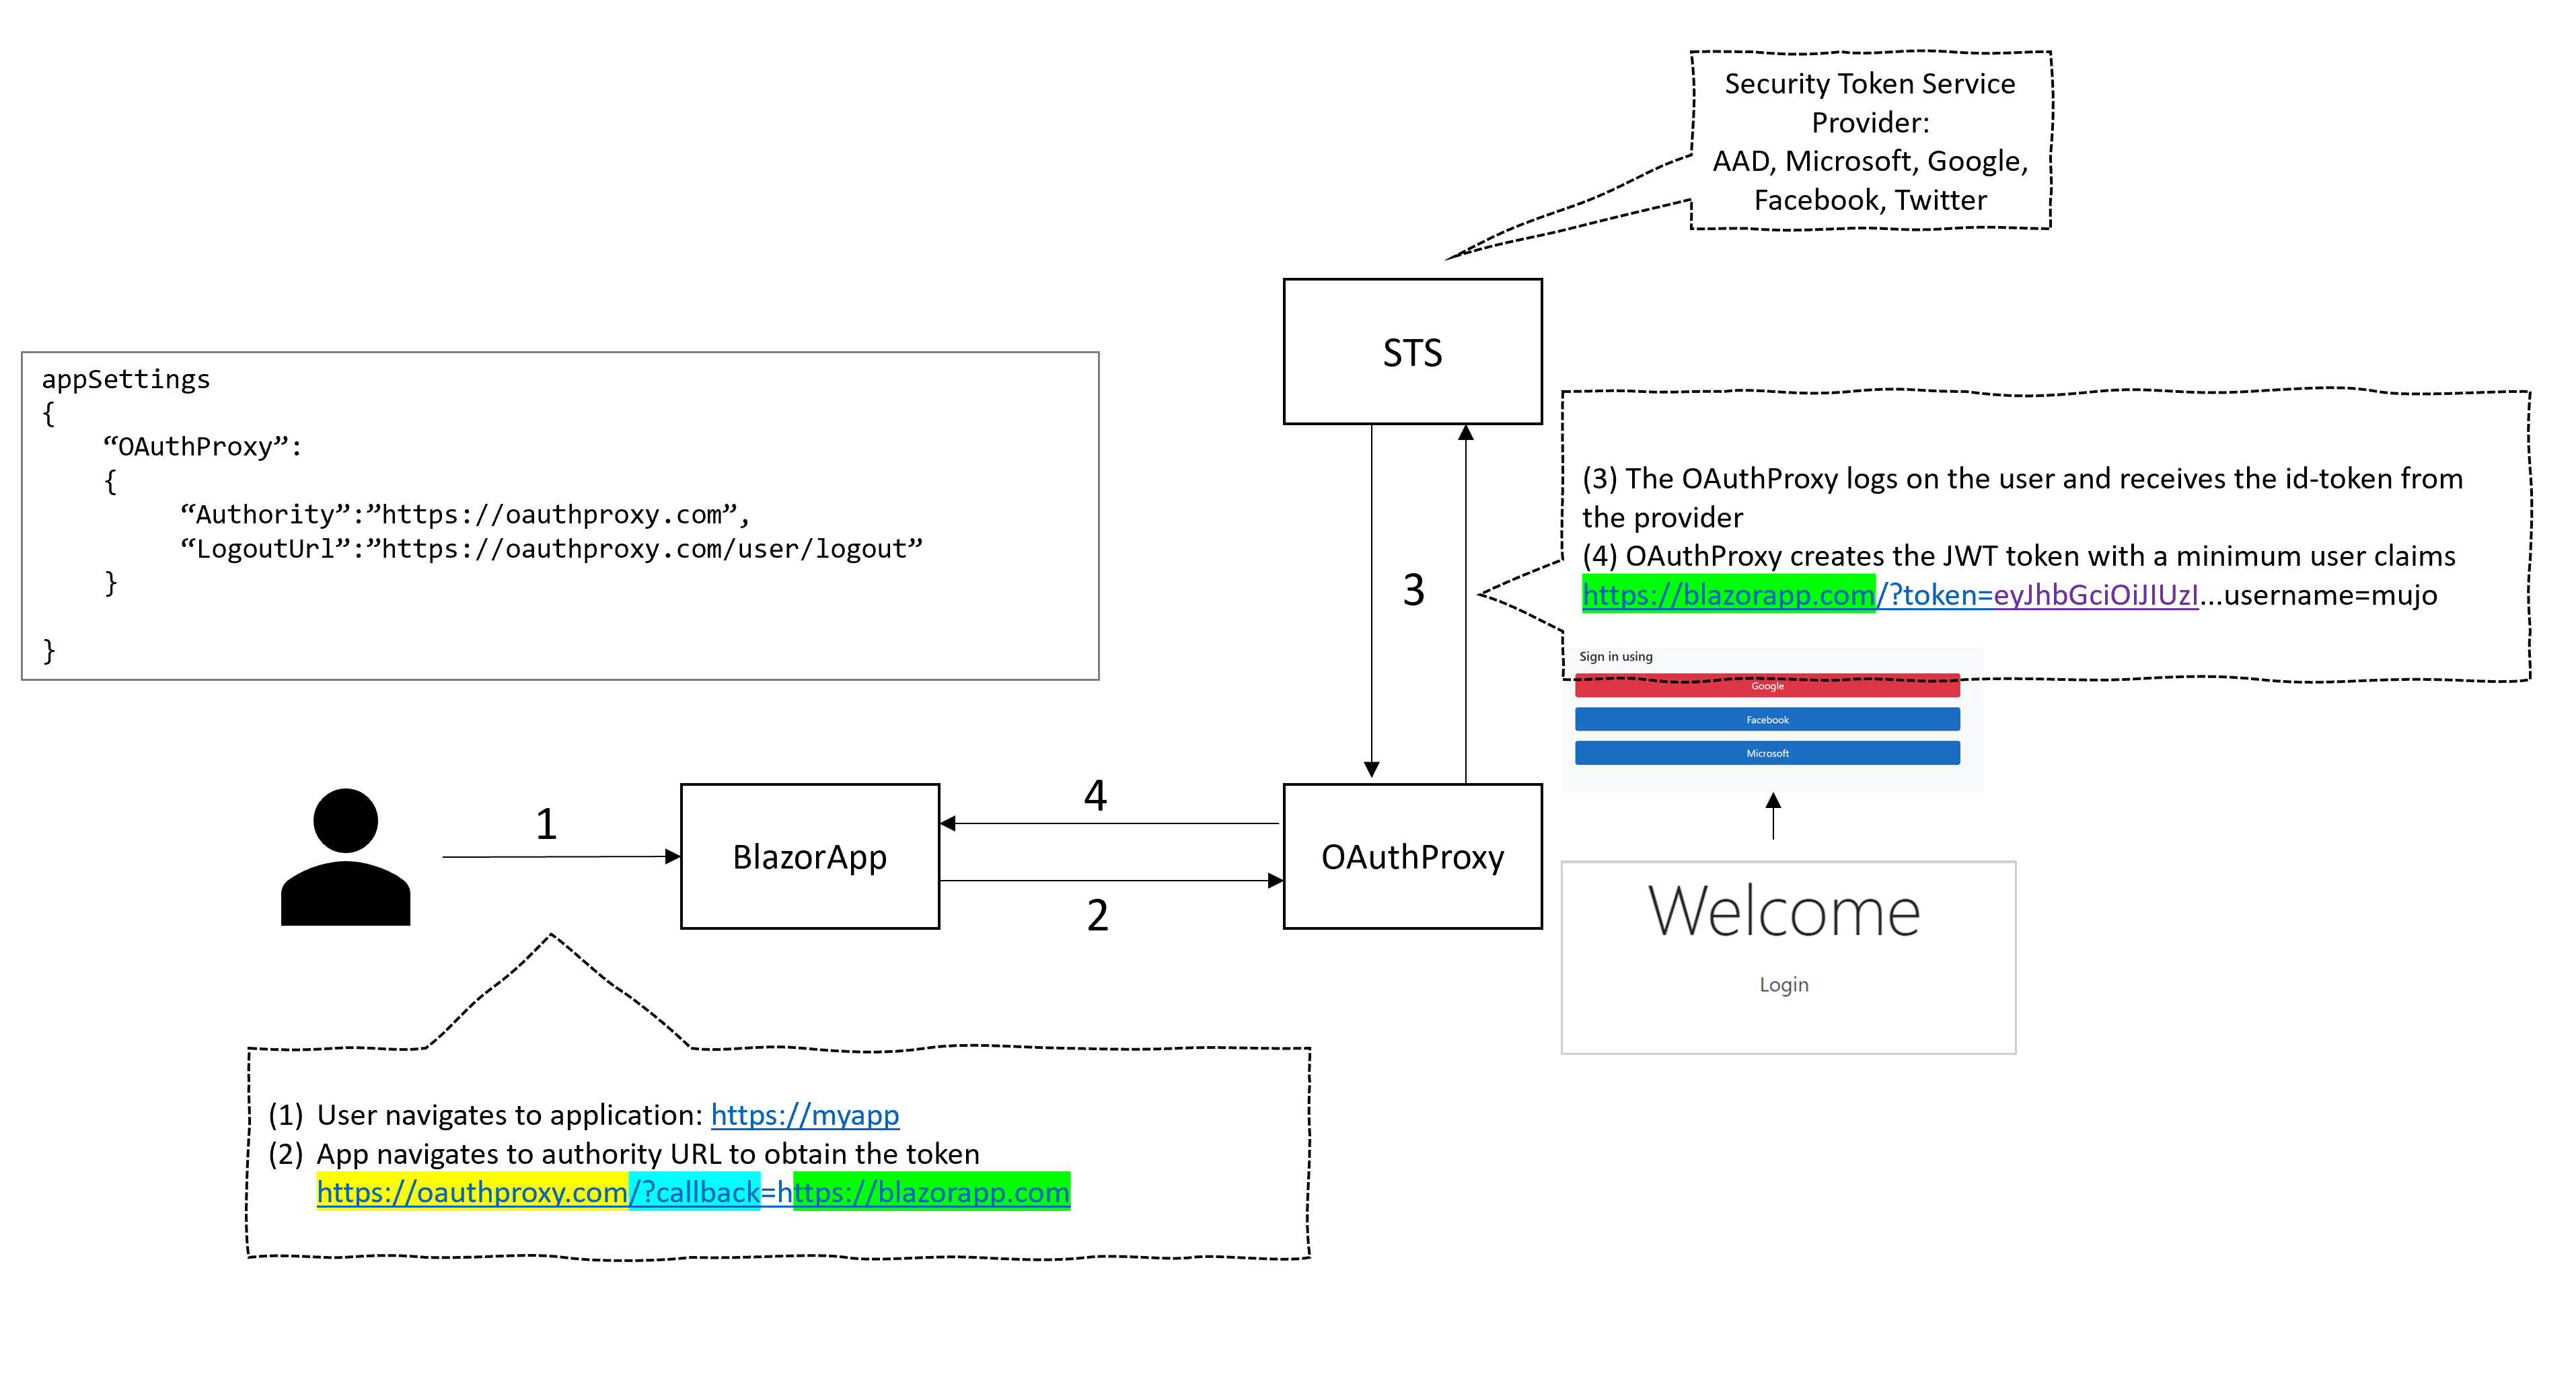 Security Token Service
Provider:
AAD, Microsoft, Google,
Facebook, Twitter
STS
appSettings
{
“OAuthProxy”:
{
“Authority”:”https://oauthproxy.com”,
“LogoutUrl”:”https://oauthproxy.com/user/logout”
}
}
(3) The OAuthProxy logs on the user and receives the id-token from
the provider
(4) OAuthProxy creates the JWT token with a minimum user claims
https://blazorapp.com/?token=eyJhbGciOiJIUzI...username=mujo
3
Sign in using
Google
Facebook
Microsoft
1
BlazorApp
4
2
OAuthProxy
Welcome
Login
(1) User navigates to application: https://myapp
(2) App navigates to authority URL to obtain the token
https://oauthproxy.com/?callback=https://blazorapp.com